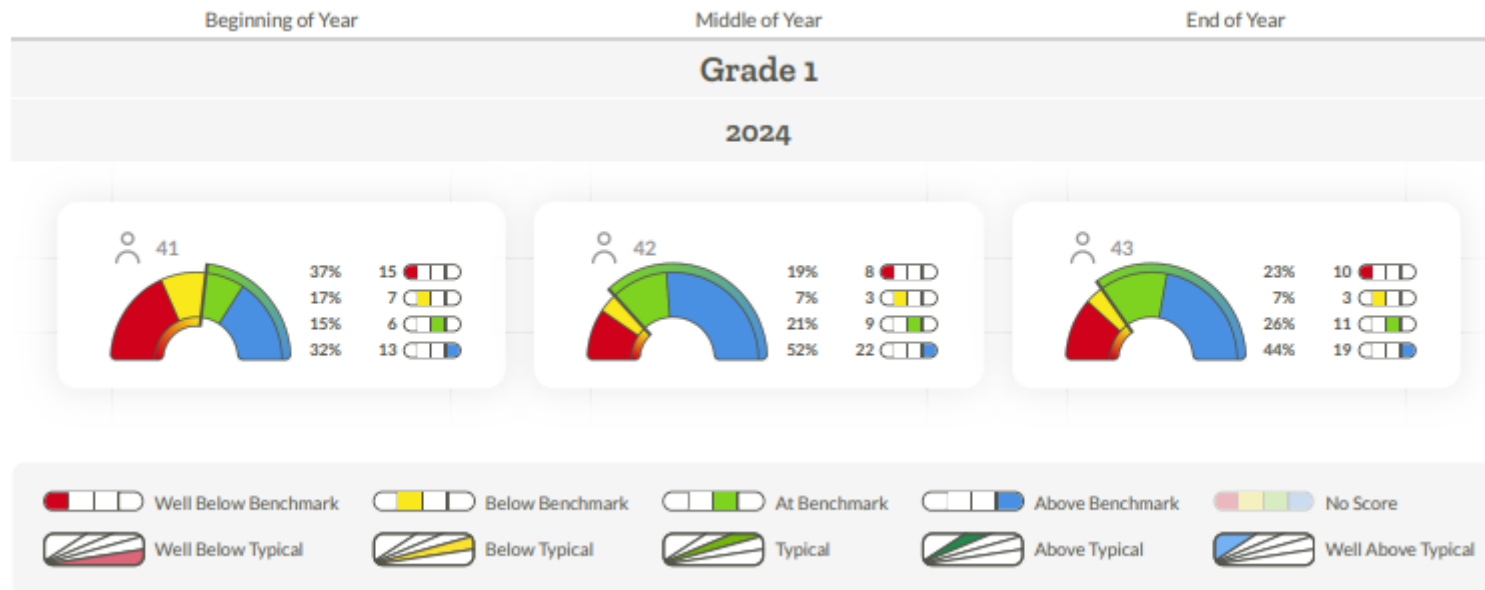 Beginning of Year Middle of Year End of Year
Grade 1
2024
41 42 43
37% 15 19% 8 23% 10
17% 7 7% 3 7% 3
15% 6 21% 9 26% 11
32% 13 52% 22 44% 19
Well Below Benchmark Below Benchmark At Benchmark Above Benchmark No Score
Well Below Typical Below Typical Typical Above Typical Well Above Typical